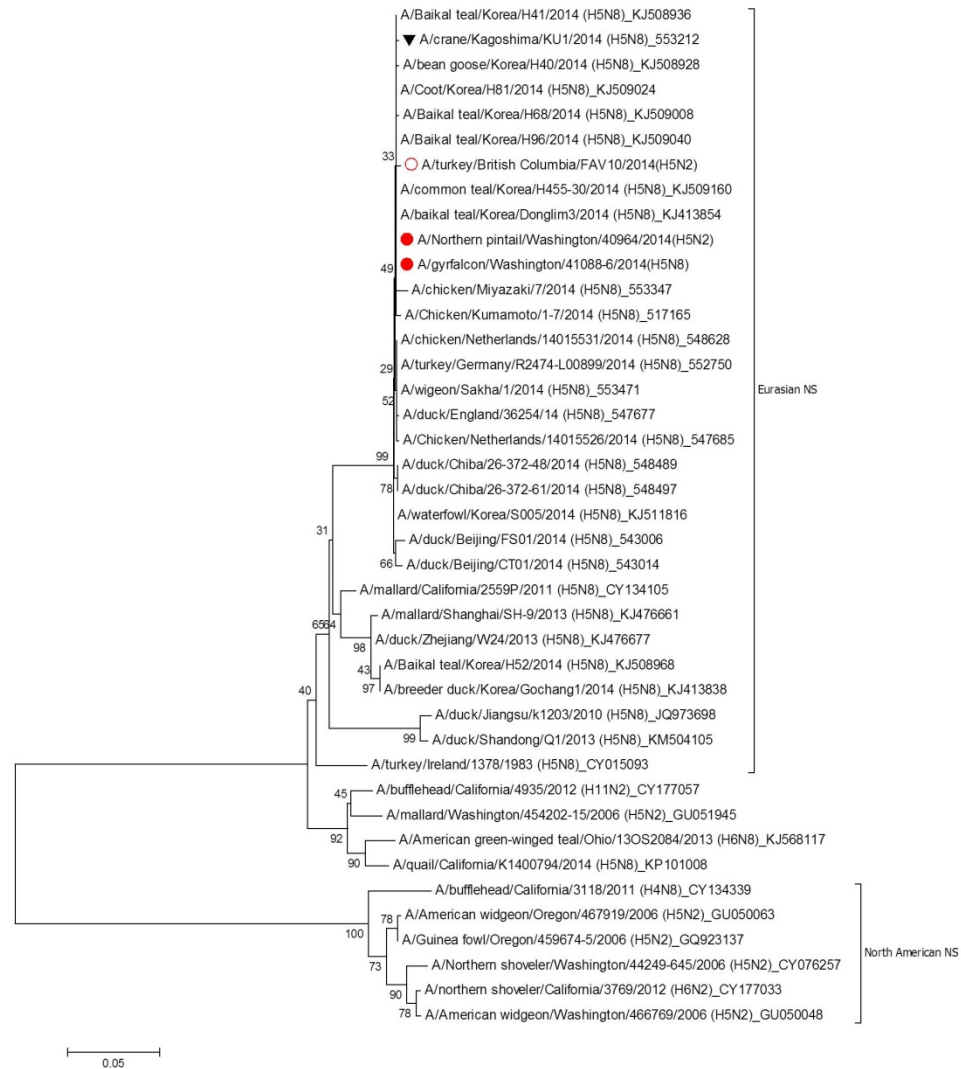 A/Baikal teal/Korea/H41/2014 (H5N8)_KJ508936
A/crane/Kagoshima/KU1/2014 (H5N8)_553212
A/bean goose/Korea/H40/2014 (H5N8)_KJ508928
A/Coot/Korea/H81/2014 (H5N8)_KJ509024
A/Baikal teal/Korea/H68/2014 (H5N8)_KJ509008
A/Baikal teal/Korea/H96/2014 (H5N8)_KJ509040
33
A/turkey/British Columbia/FAV10/2014(H5N2)
A/common teal/Korea/H455-30/2014 (H5N8)_KJ509160
A/baikal teal/Korea/Donglim3/2014 (H5N8)_KJ413854
A/Northern pintail/Washington/40964/2014(H5N2)
A/gyrfalcon/Washington/41088-6/2014(H5N8)
49
A/chicken/Miyazaki/7/2014 (H5N8)_553347
A/Chicken/Kumamoto/1-7/2014 (H5N8)_517165
A/chicken/Netherlands/14015531/2014 (H5N8)_548628
A/turkey/Germany/R2474-L00899/2014 (H5N8)_552750
29
A/wigeon/Sakha/1/2014 (H5N8)_553471
Eurasian NS
52
A/duck/England/36254/14 (H5N8)_547677
A/Chicken/Netherlands/14015526/2014 (H5N8)_547685
99
A/duck/Chiba/26-372-48/2014 (H5N8)_548489
78
A/duck/Chiba/26-372-61/2014 (H5N8)_548497
A/waterfowl/Korea/S005/2014 (H5N8)_KJ511816
31
A/duck/Beijing/FS01/2014 (H5N8)_543006
66
A/duck/Beijing/CT01/2014 (H5N8)_543014
A/mallard/California/2559P/2011 (H5N8)_CY134105
A/mallard/Shanghai/SH-9/2013 (H5N8)_KJ476661
65
64
A/duck/Zhejiang/W24/2013 (H5N8)_KJ476677
98
A/Baikal teal/Korea/H52/2014 (H5N8)_KJ508968
43
97
A/breeder duck/Korea/Gochang1/2014 (H5N8)_KJ413838
40
A/duck/Jiangsu/k1203/2010 (H5N8)_JQ973698
99
A/duck/Shandong/Q1/2013 (H5N8)_KM504105
A/turkey/Ireland/1378/1983 (H5N8)_CY015093
A/bufflehead/California/4935/2012 (H11N2)_CY177057
45
A/mallard/Washington/454202-15/2006 (H5N2)_GU051945
92
A/American green-winged teal/Ohio/13OS2084/2013 (H6N8)_KJ568117
90
A/quail/California/K1400794/2014 (H5N8)_KP101008
A/bufflehead/California/3118/2011 (H4N8)_CY134339
78
A/American widgeon/Oregon/467919/2006 (H5N2)_GU050063
100
A/Guinea fowl/Oregon/459674-5/2006 (H5N2)_GQ923137
North American NS
73
A/Northern shoveler/Washington/44249-645/2006 (H5N2)_CY076257
90
A/northern shoveler/California/3769/2012 (H6N2)_CY177033
78
A/American widgeon/Washington/466769/2006 (H5N2)_GU050048
0.05